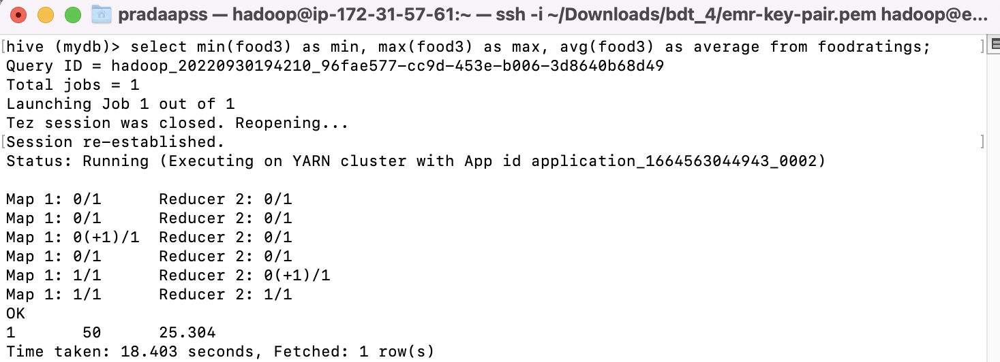 pradaapss — hadoop@ip-172-31-57-61:~ — ssh -i ~/Downloads/bdt_4/emr-key-pair.pem hadoop@e...
[hive (mydb)> select min(food3) as min, max(food3) as max, avg(food3) as average from foodratings; ]
Query ID = hadoop_20220930194210_96fae577-cc9d-453e-b006-3d8640b68d49
Total jobs = 1
Launching Job 1 out of 1
Tez session was closed. Reopening...
[Session re-established. ]
Status: Running (Executing on YARN cluster with App id application_1664563044943_0002)
Map 1: 0/1      Reducer 2: 0/1
Map 1: 0/1      Reducer 2: 0/1
Map 1: 0(+1)/1  Reducer 2: 0/1
Map 1: 0/1      Reducer 2: 0/1
Map 1: 1/1      Reducer 2: 0(+1)/1
Map 1: 1/1      Reducer 2: 1/1
OK
1       50      25.304
Time taken: 18.403 seconds, Fetched: 1 row(s)